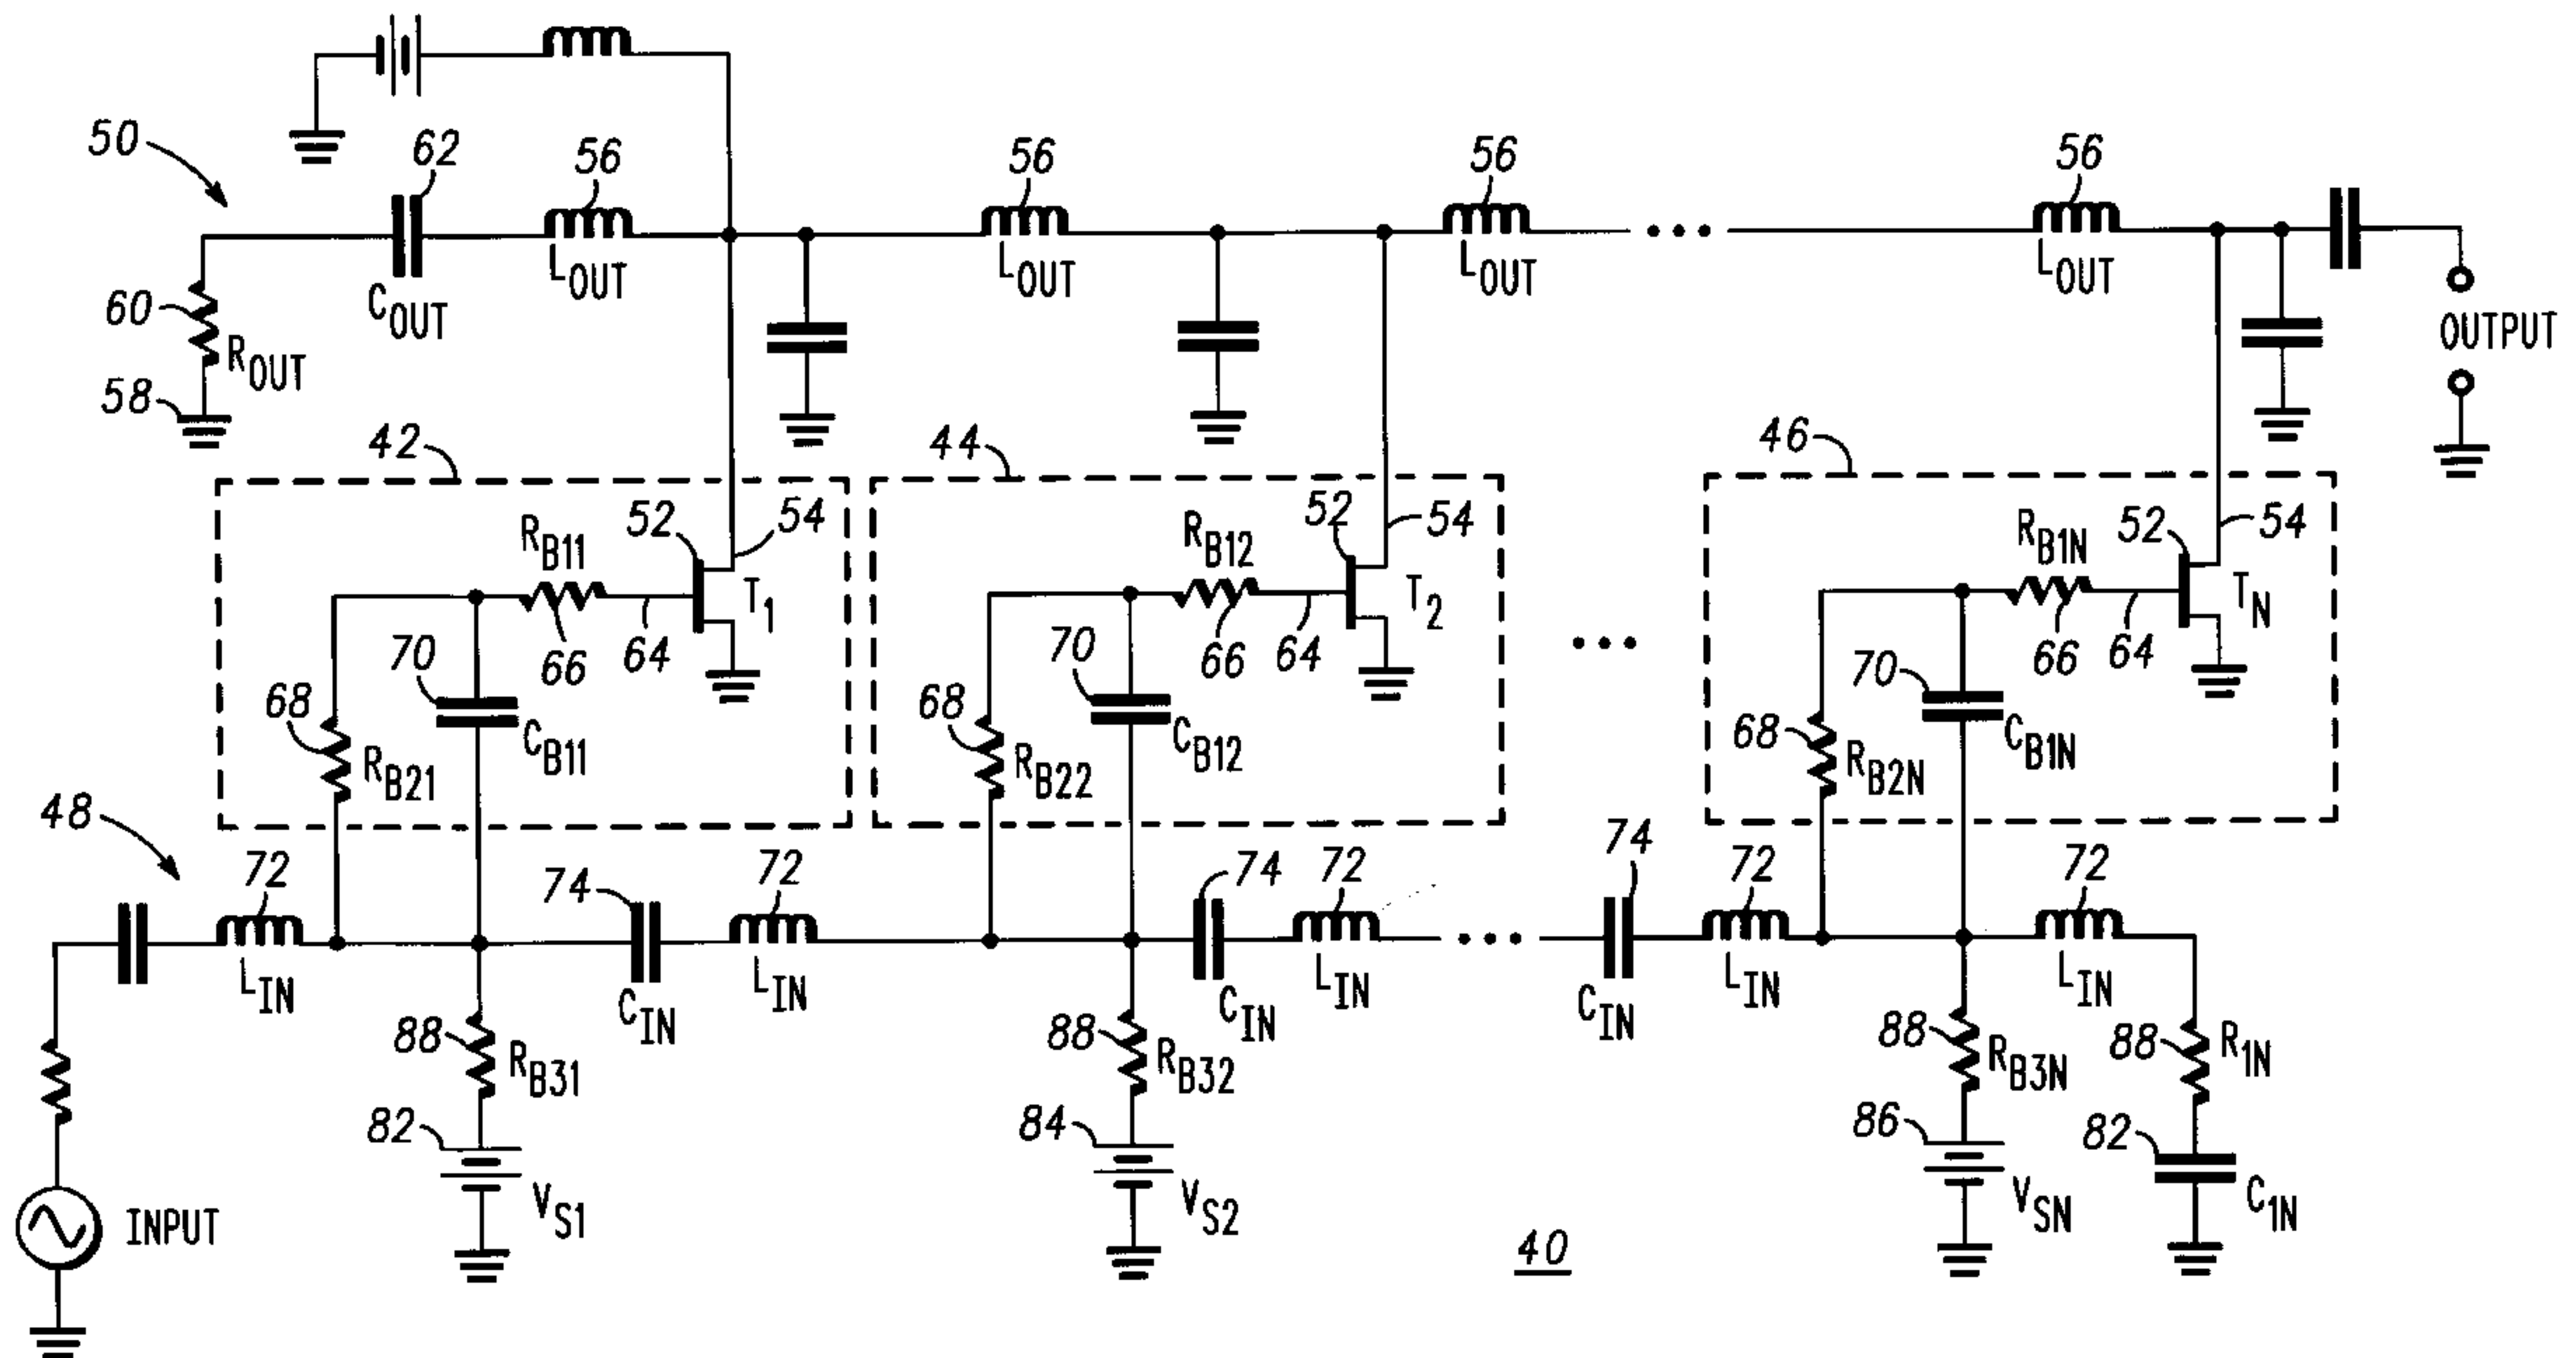 50
62
56
56
56
56
C_OUT
L_OUT
L_OUT
L_OUT
L_OUT
60
R_OUT
58
OUTPUT
42
44
46
R_B11
52
54
T_1
R_B12
52
54
T_2
R_B1N
52
54
T_N
66
64
66
64
66
64
70
C_B11
70
C_B12
70
C_B1N
68
R_B21
68
R_B22
68
R_B2N
48
72
74
72
74
72
74
72
72
L_IN
C_IN
L_IN
C_IN
L_IN
C_IN
L_IN
L_IN
88
R_B31
88
R_B32
88
R_B3N
88
R_1N
82
V_S1
84
V_S2
86
V_SN
82
C_1N
INPUT
40